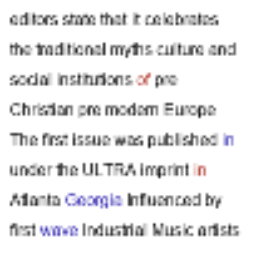 editors state that it celebrates
the traditional myths culture and
social institutions of pre
Christian pre modern Europe
The first issue was published in
under the ULTRA imprint in
Atlanta Georgia Influenced by
first wave Industrial Music artists